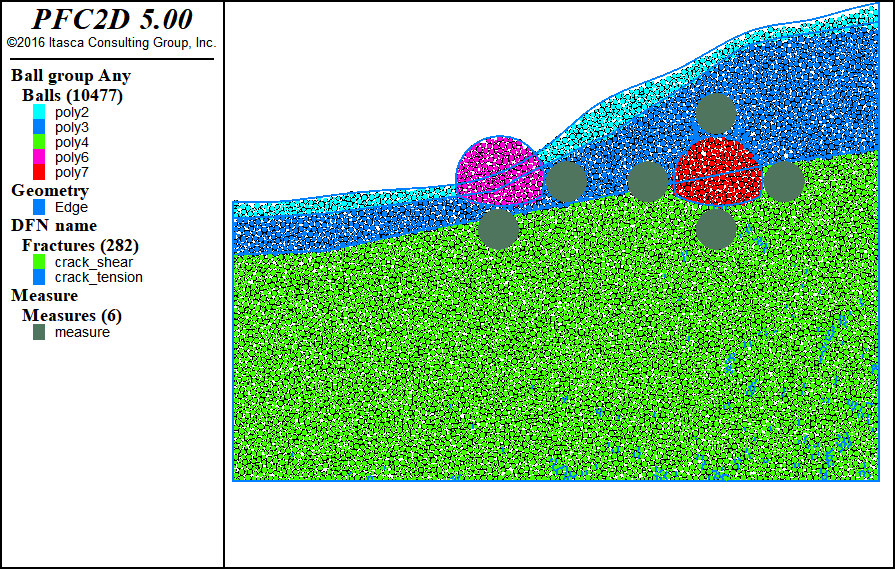 PFC2D 5.00
©2016 Itasca Consulting Group, Inc.
Ball group Any
Balls (10477)
poly2
poly3
poly4
poly6
poly7
Geometry
Edge
DFN name
Fractures (282)
crack_shear
crack_tension
Measure
Measures (6)
measure